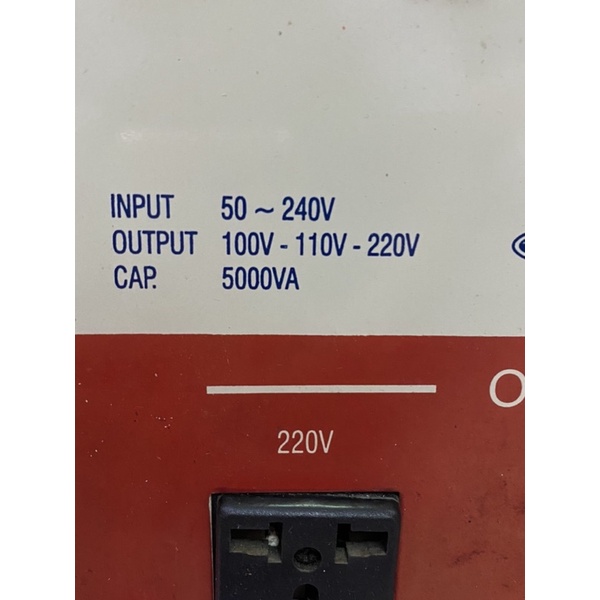 INPUT 50 ~ 240V
OUTPUT 100V - 110V - 220V
CAP. 5000VA
O
220V